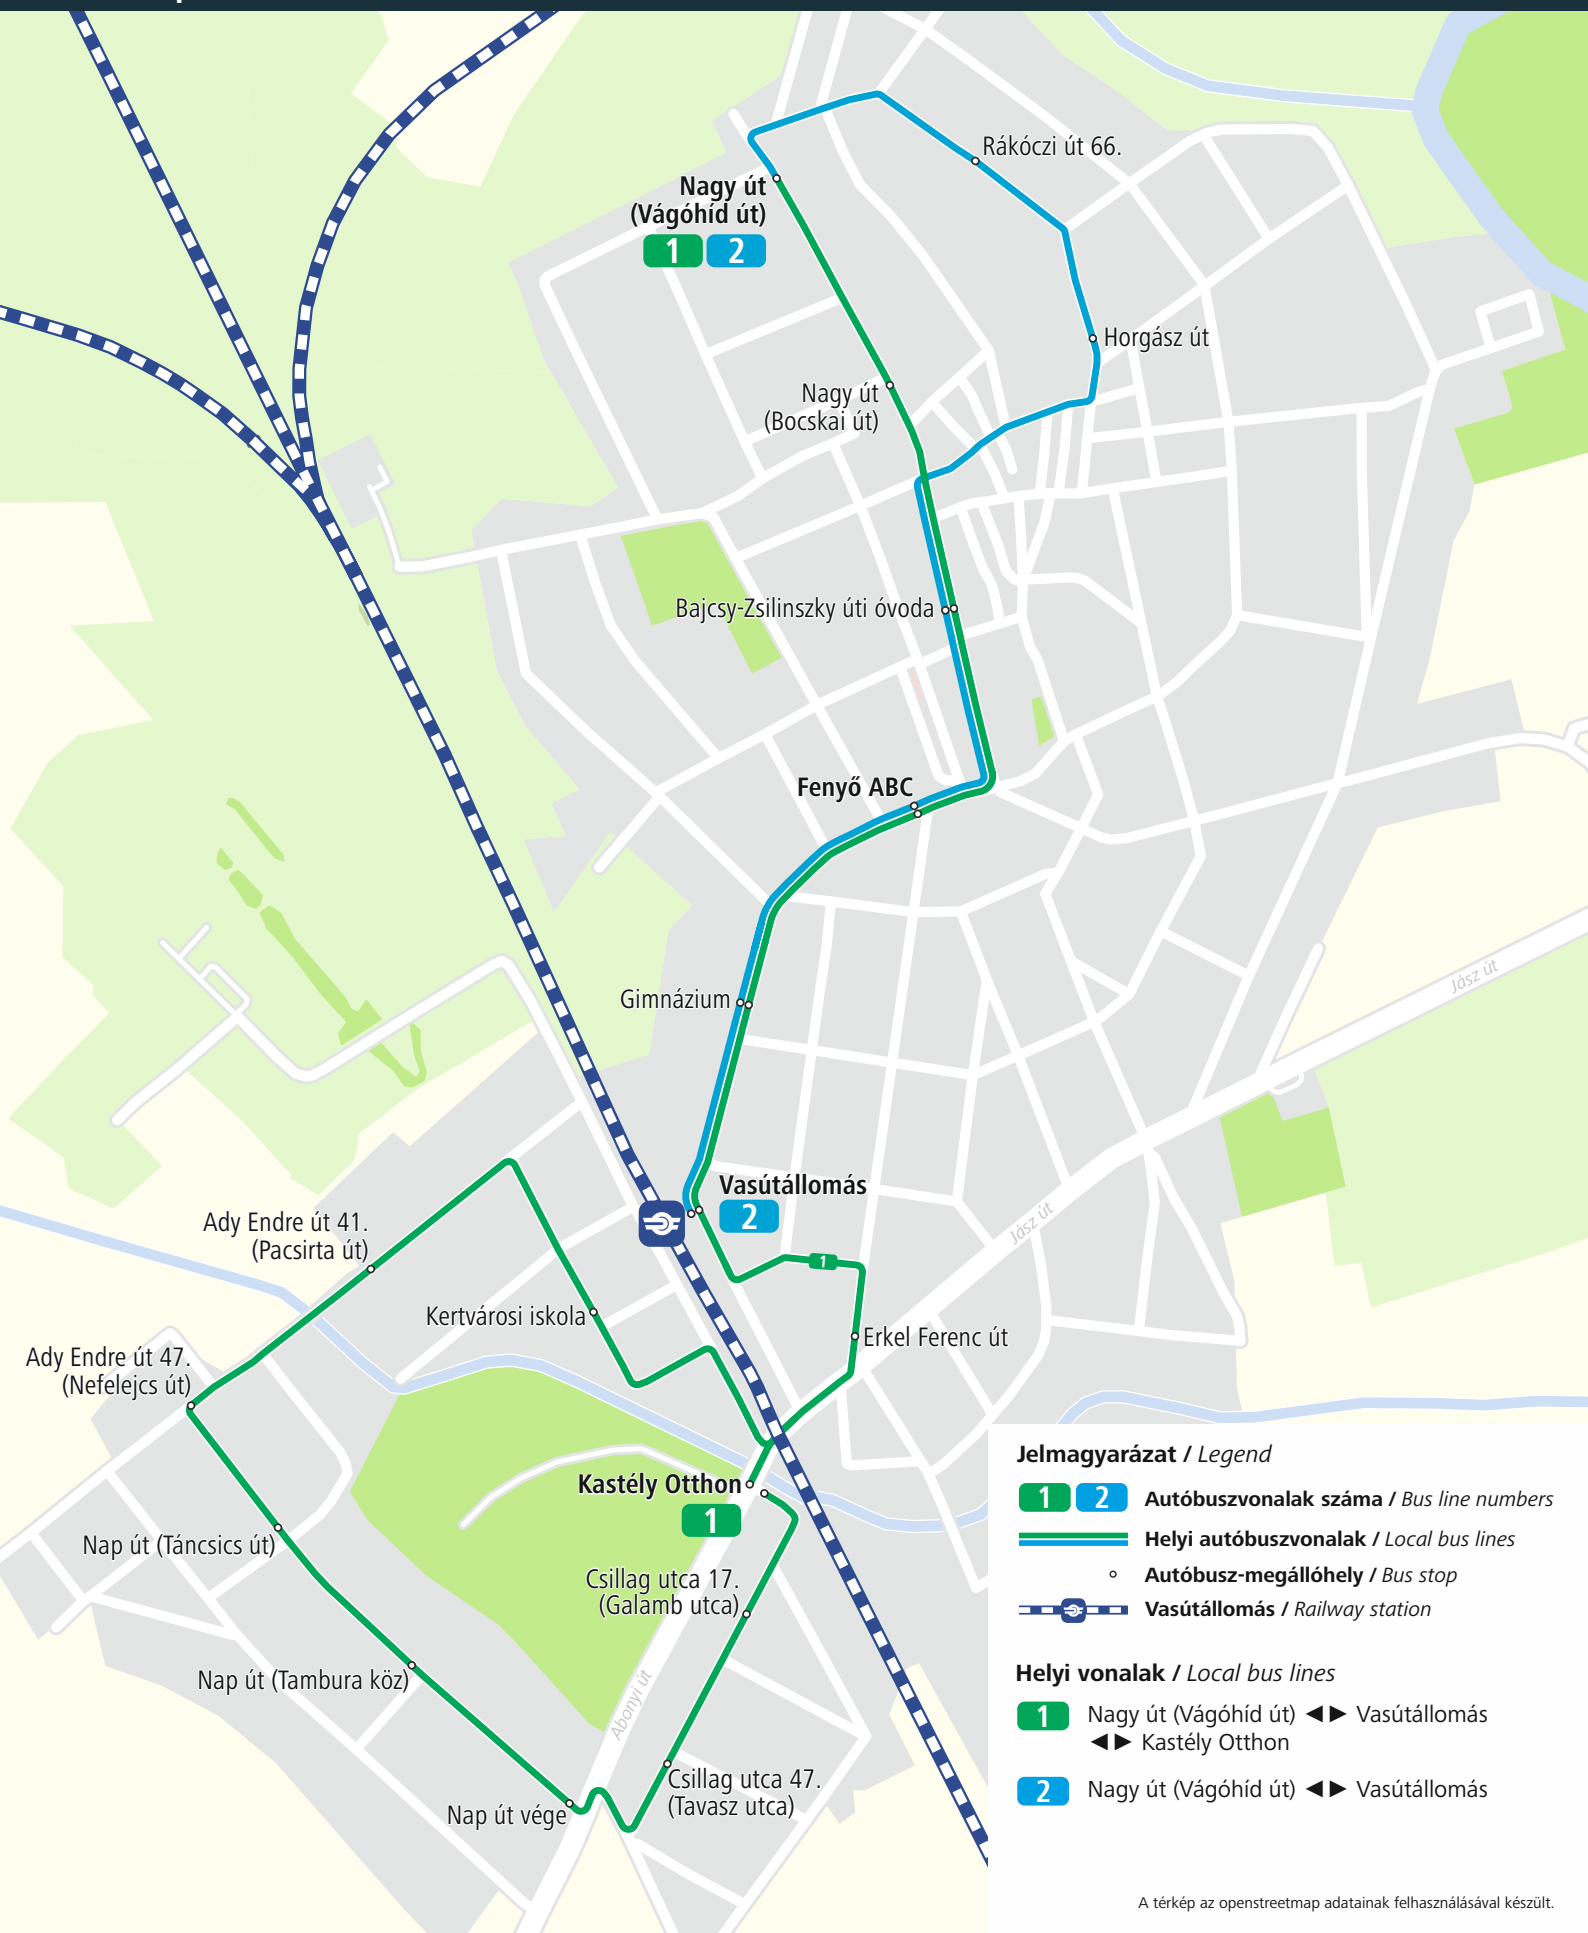 Rákóczi út 66.
Nagy út
(Vágóhíd út)
1 2
Horgász út
Nagy út
(Bocskai út)
Bajcsy-Zsilinszky úti óvoda
Fenyő ABC
Jász út
Gimnázium
Vasútállomás
2
Jász út
Ady Endre út 41.
(Pacsirta út)
1
Kertvárosi iskola
Erkel Ferenc út
Ady Endre út 47.
(Nefelejcs út)
Kastély Otthon
1
Nap út (Táncsics út)
Csillag utca 17.
(Galamb utca)
Nap út (Tambura köz)
Abonyi út
Csillag utca 47.
(Tavasz utca)
Nap út vége
Jelmagyarázat / Legend
1 2 Autóbuszvonalak száma / Bus line numbers
Helyi autóbuszvonalak / Local bus lines
Autóbusz-megállóhely / Bus stop
Vasútállomás / Railway station
Helyi vonalak / Local bus lines
1 Nagy út (Vágóhíd út) ◄► Vasútállomás
◄► Kastély Otthon
2 Nagy út (Vágóhíd út) ◄► Vasútállomás
A térkép az openstreetmap adatainak felhasználásával készült.